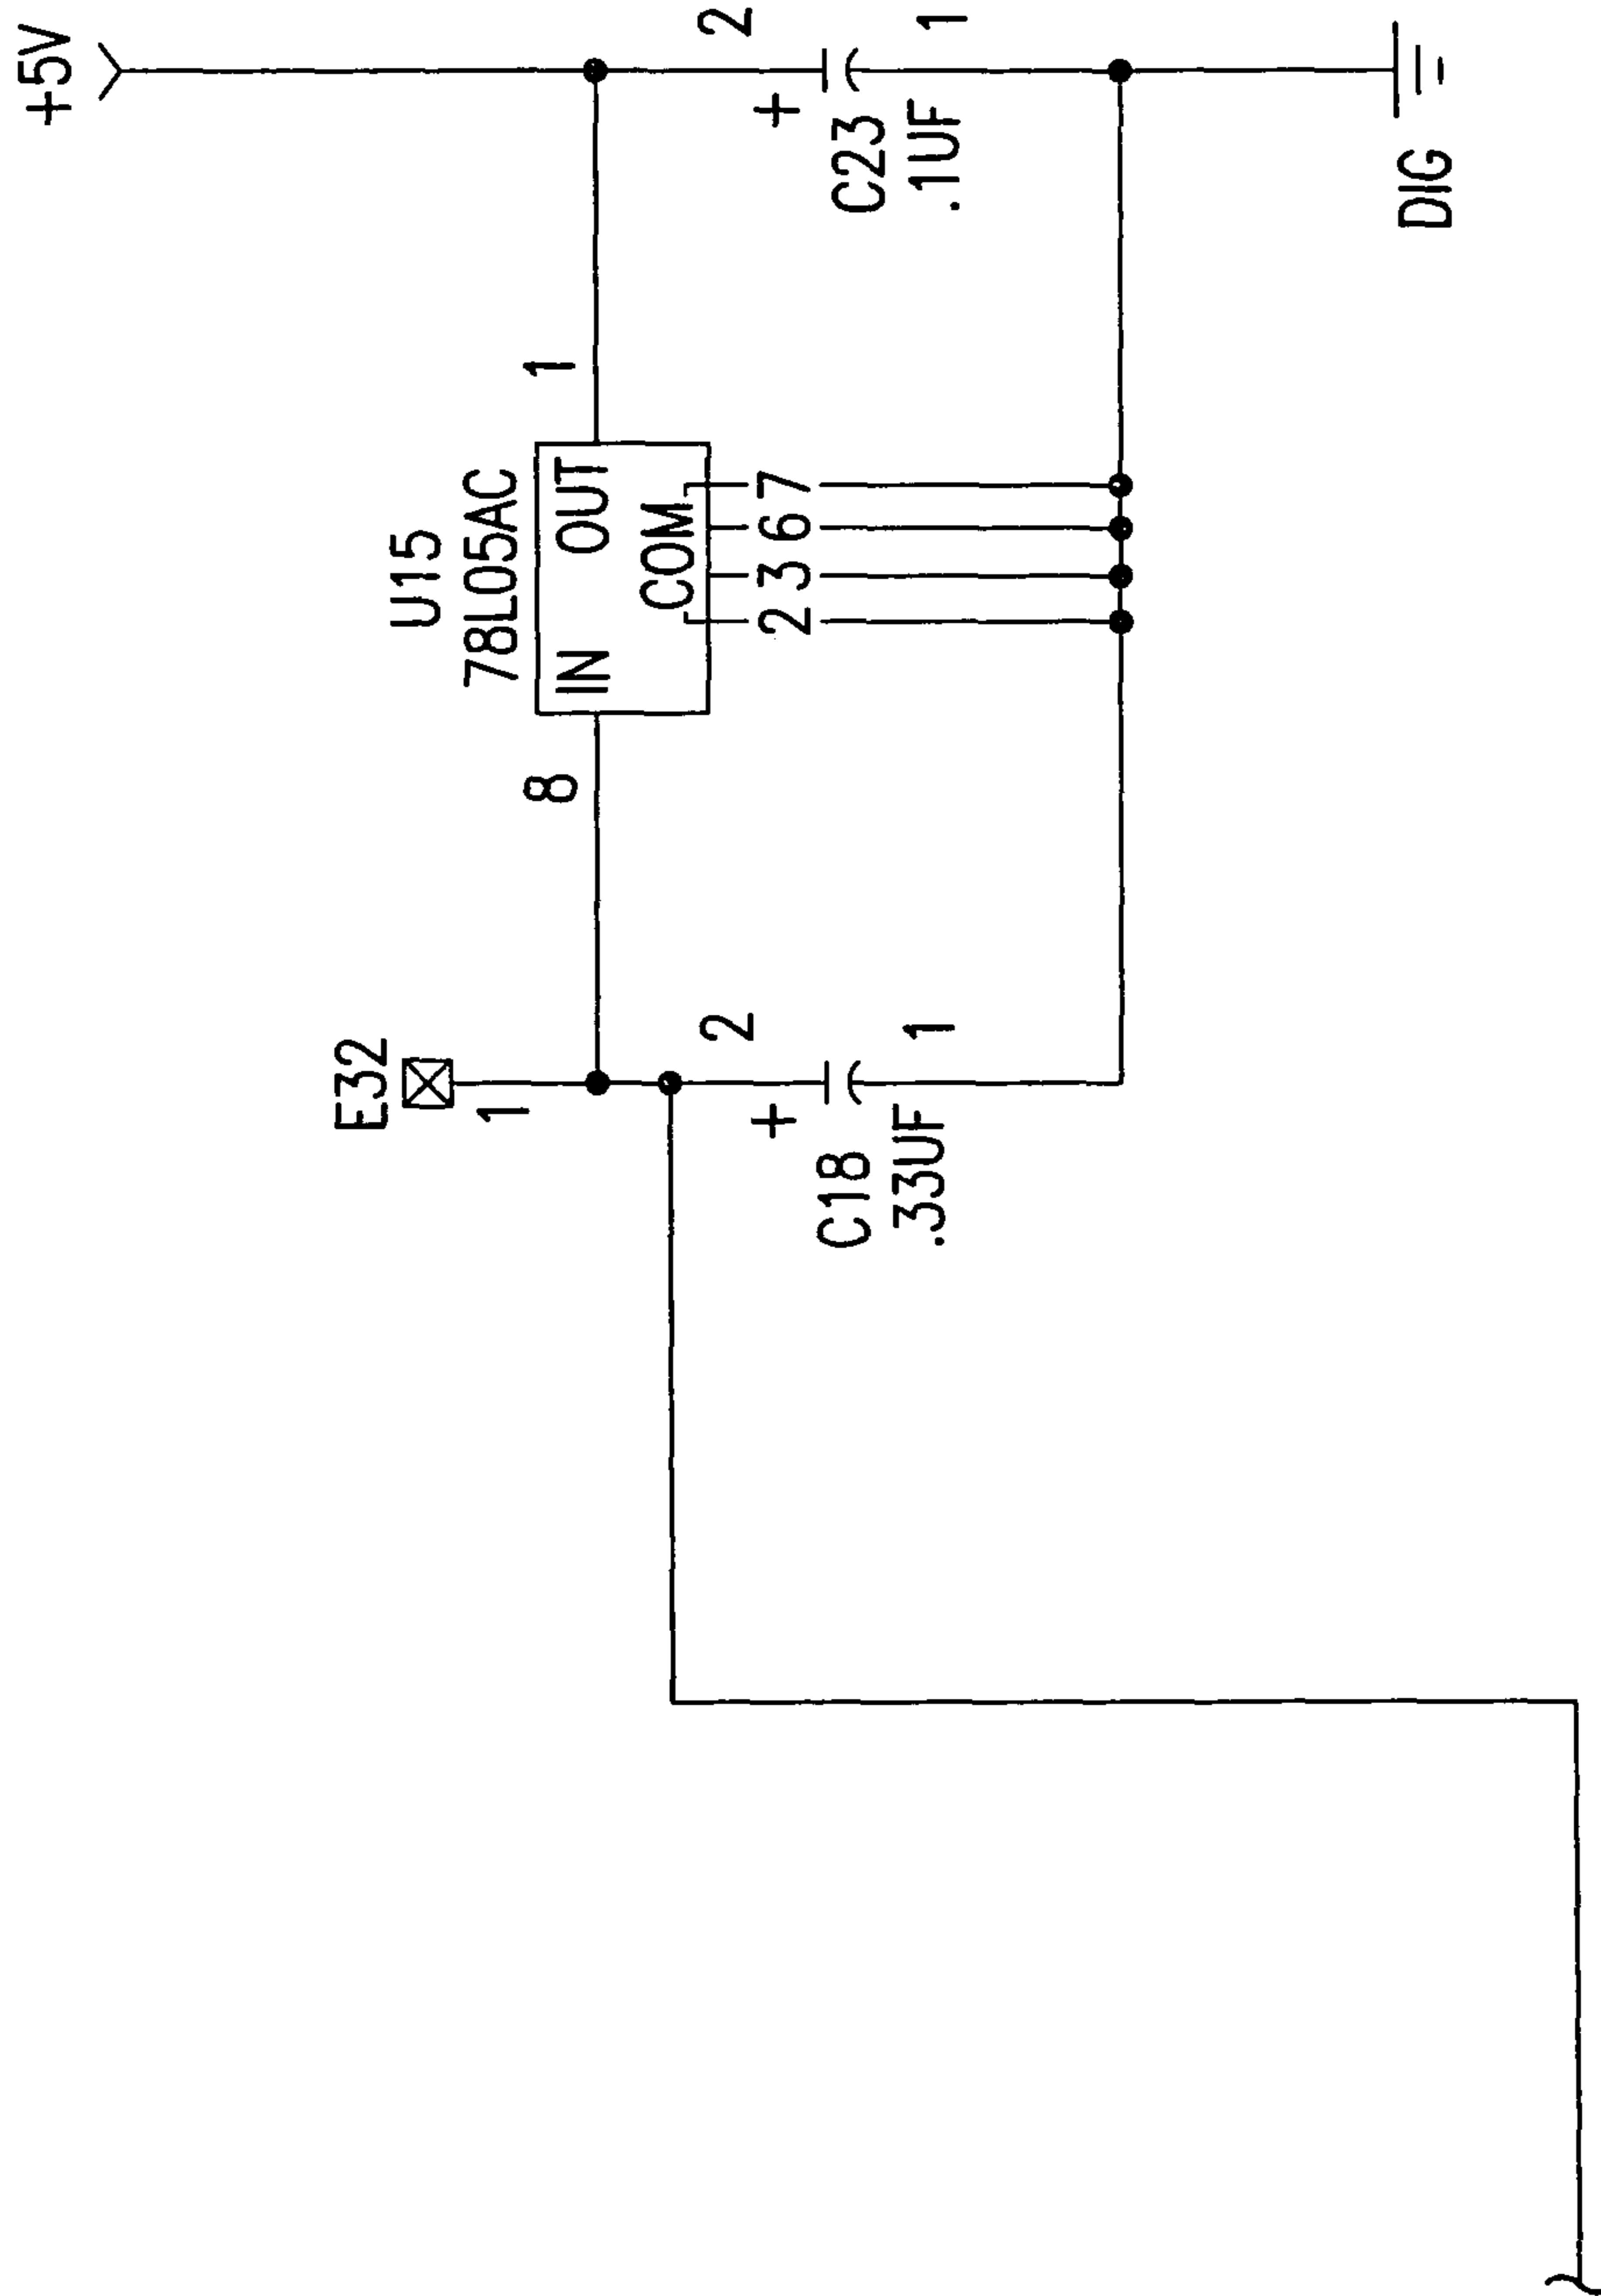 +5V
E32
1
U15
78L05AC
8
IN
OUT
COM
1
2 3 6 7
2
+
C18
.33UF
1
2
+
C23
.1UF
1
DIG